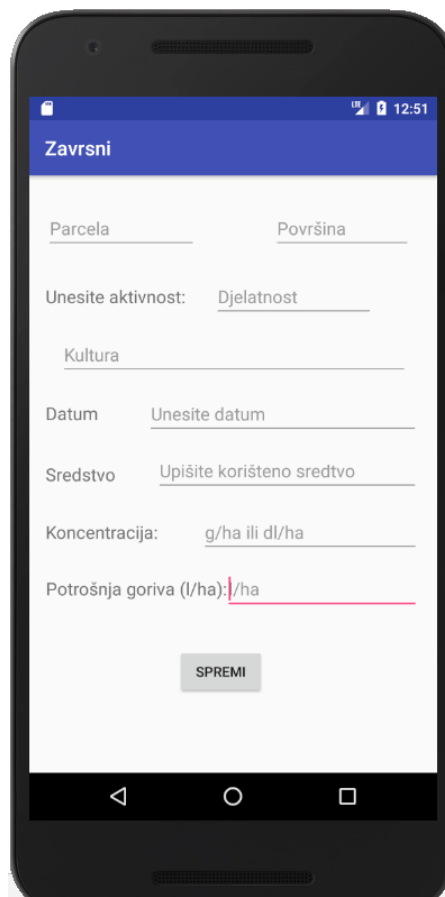 LTE 12:51
Zavrsni
Parcela Površina
Unesite aktivnost: Djelatnost
Kultura
Datum Unesite datum
Sredstvo Upišite korišteno sredtvo
Koncentracija: g/ha ili dl/ha
Potrošnja goriva (l/ha): l/ha
SPREMI